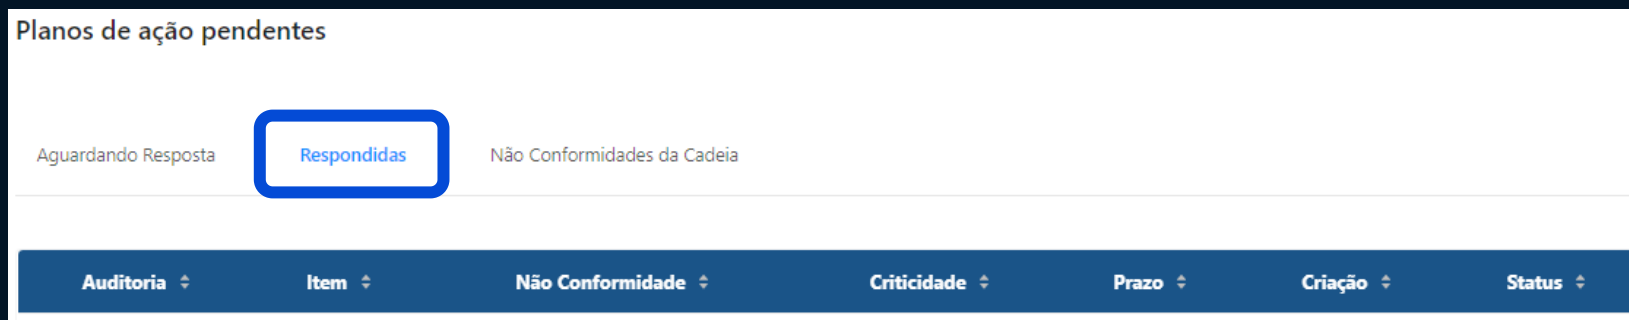 Planos de ação pendentes
Aguardando Resposta Respondidas Não Conformidades da Cadeia
Auditoria Item Não Conformidade Criticidade Prazo Criação Status